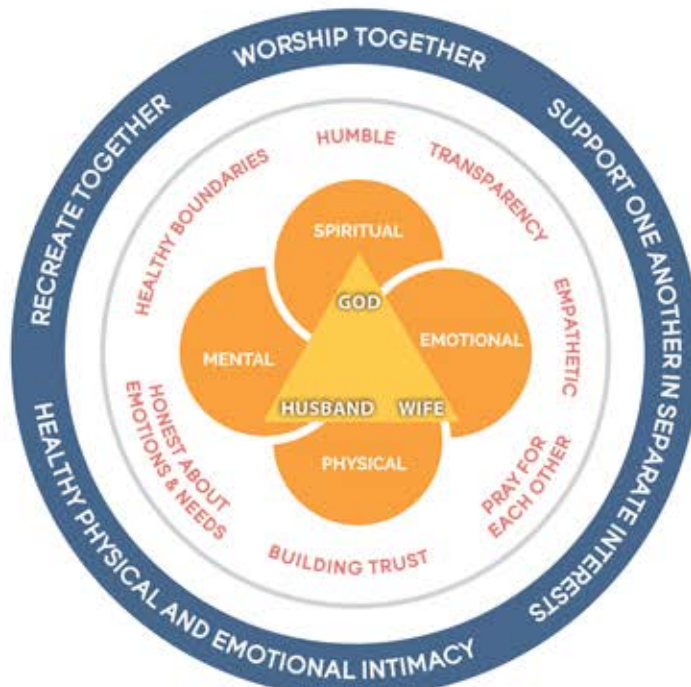 WORSHIP TOGETHER
SUPPORT ONE ANOTHER IN SEPARATE INTERESTS
HEALTHY PHYSICAL AND EMOTIONAL INTIMACY
RECREATE TOGETHER
HUMBLE
TRANSPARENCY
EMPATHETIC
PRAY FOR
EACH OTHER
BUILDING TRUST
HONEST ABOUT
EMOTIONS & NEEDS
HEALTHY BOUNDARIES
SPIRITUAL
GOD
EMOTIONAL
MENTAL
HUSBAND
WIFE
PHYSICAL